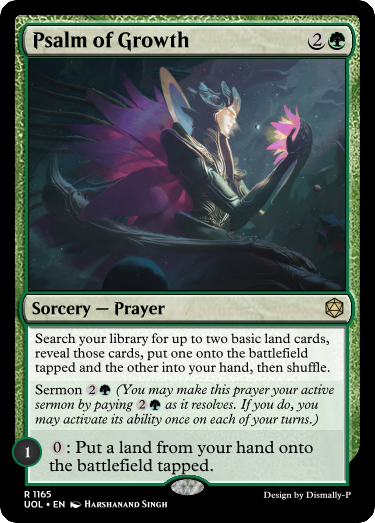 Psalm of Growth 2
Sorcery — Prayer
Search your library for up to two basic land cards,
reveal those cards, put one onto the battlefield
tapped and the other into your hand, then shuffle.
Sermon 2 (You may make this prayer your active
sermon by paying 2 as it resolves. If you do, you
may activate its ability once on each of your turns.)
1
0 : Put a land from your hand onto
the battlefield tapped.
R 1165
UOL • EN Harshanand Singh
Design by Dismally-P